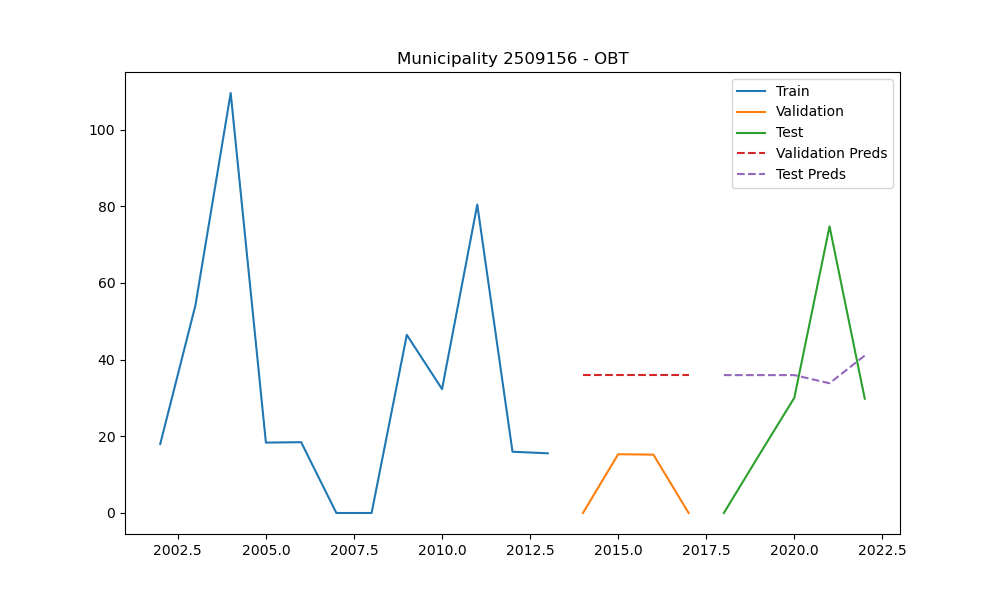 Municipality 2509156 - OBT
Train
Validation
Test
Validation Preds
Test Preds
100
80
60
40
20
0
2002.5 2005.0 2007.5 2010.0 2012.5 2015.0 2017.5 2020.0 2022.5